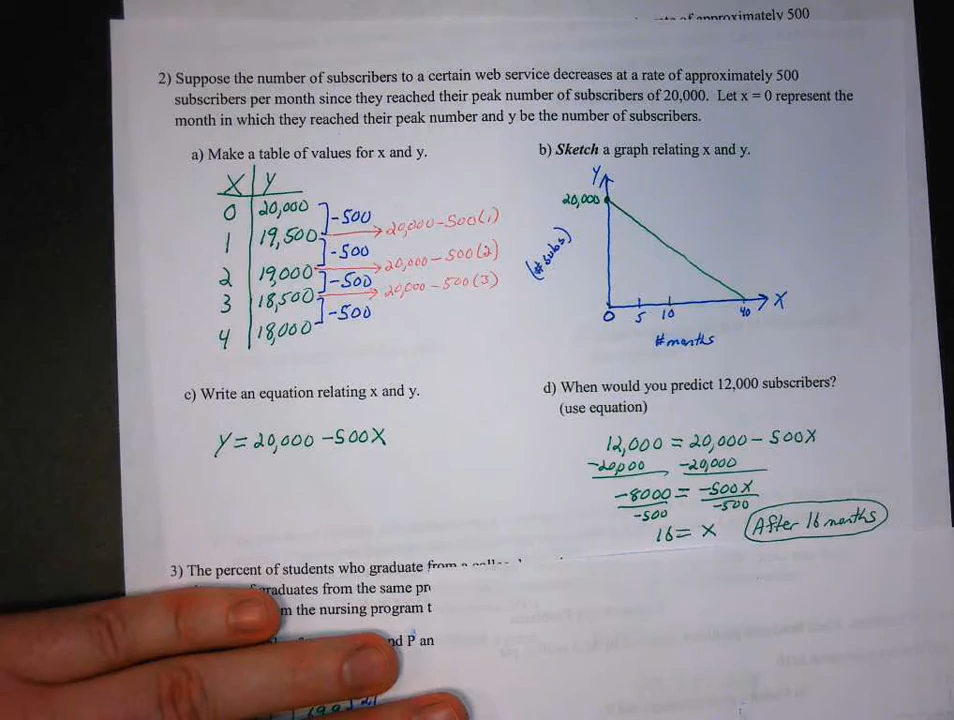 of approximately 500
2) Suppose the number of subscribers to a certain web service decreases at a rate of approximately 500
subscribers per month since they reached their peak number of subscribers of 20,000. Let x = 0 represent the
month in which they reached their peak number and y be the number of subscribers.
a) Make a table of values for x and y.
X Y
0 20,000
1 19,500
2 19,000
3 18,500
4 18,000
-500
-500
-500
-500
20,000-500(1)
20,000-500(2)
20,000-500(3)
b) Sketch a graph relating x and y.
Y
20,000
(# subs)
0 5 10 40 X
# months
c) Write an equation relating x and y.
Y = 20,000 -500X
d) When would you predict 12,000 subscribers?
(use equation)
12,000 = 20,000 - 500X
-20,000 -20,000
-8000 = -500X
-500 -500
16 = X
After 16 months
3) The percent of students who graduate from a
graduates from the same
the nursing program